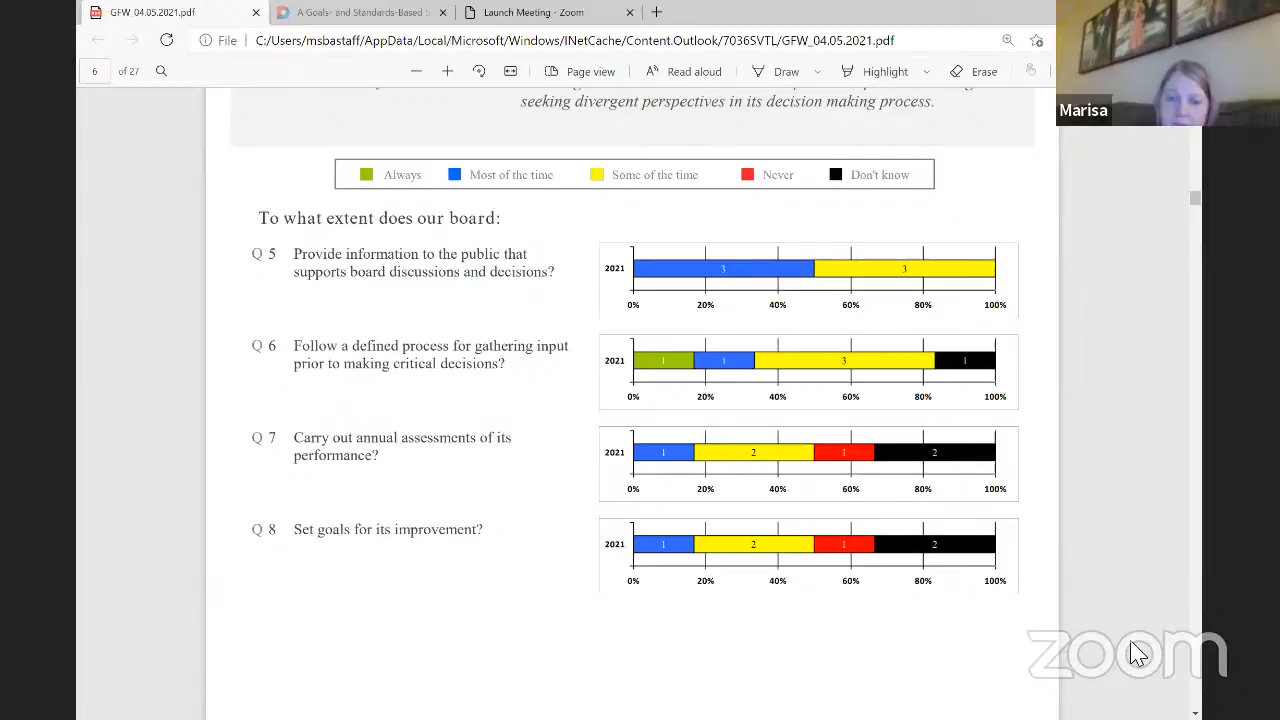 GFW_04.05.2021.pdf
A Goals- and Standards-Based S
Launch Meeting - Zoom
File
C:/Users/msbastaff/AppData/Local/Microsoft/Windows/INetCache/Content.Outlook/7036SVTL/GFW_04.05.2021.pdf
6 of 27
Page view
Read aloud
Draw
Highlight
Erase
Marisa
seeking divergent perspectives in its decision making process.
Always Most of the time Some of the time Never Don't know
To what extent does our board:
Q 5 Provide information to the public that
supports board discussions and decisions?
2021 3 3
0% 20% 40% 60% 80% 100%
Q 6 Follow a defined process for gathering input
prior to making critical decisions?
2021 1 1 3 1
0% 20% 40% 60% 80% 100%
Q 7 Carry out annual assessments of its
performance?
2021 1 2 1 2
0% 20% 40% 60% 80% 100%
Q 8 Set goals for its improvement?
2021 1 2 1 2
0% 20% 40% 60% 80% 100%
zoom